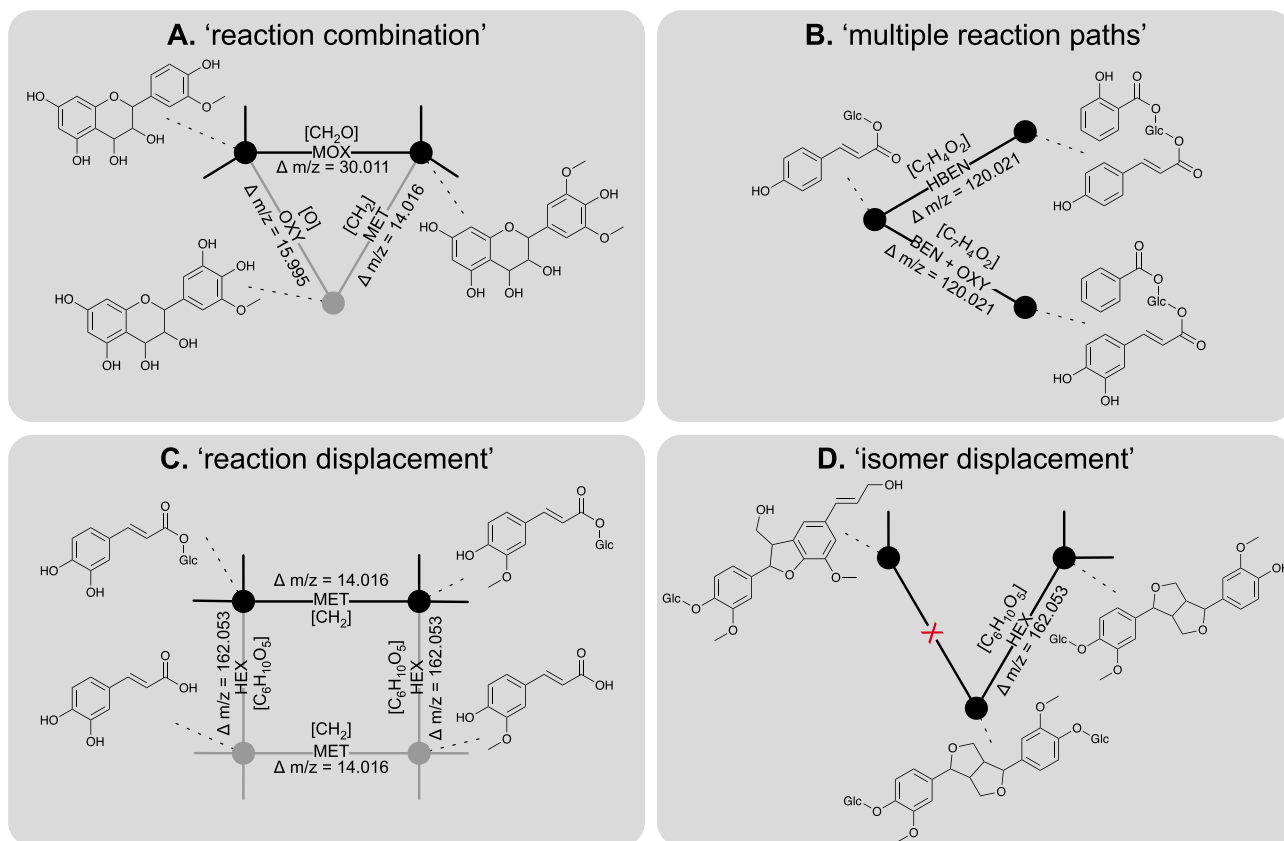 A. ‘reaction combination’
OH
HO
O
O
OH
OH
OH
OH
[CH2O]
MOX
Δ m/z = 30.011
[O]
OXY
Δ m/z = 15.995
[CH2]
MET
Δ m/z = 14.016
O
OH
O
HO
O
OH
OH
OH
OH
OH
HO
OH
O
O
OH
OH
OH
OH
B. ‘multiple reaction paths’
Glc
O
O
HO
[C7H4O2]
HBEN
Δ m/z = 120.021
[C7H4O2]
BEN + OXY
Δ m/z = 120.021
OH
O
O
Glc
O
O
HO
O
O
Glc
O
O
HO
OH
C. ‘reaction displacement’
O
O
Glc
HO
OH
Δ m/z = 14.016
MET
[CH2]
O
O
Glc
HO
O
Δ m/z = 162.053
HEX
[C6H10O5]
[C6H10O5]
HEX
Δ m/z = 162.053
O
OH
HO
OH
[CH2]
MET
Δ m/z = 14.016
O
OH
HO
O
D. ‘isomer displacement’
OH
OH
O
O
Glc
O
O
[C6H10O5]
HEX
Δ m/z = 162.053
O
OH
O
O
Glc
O
O
O
O
Glc
O
O
Glc
O
O